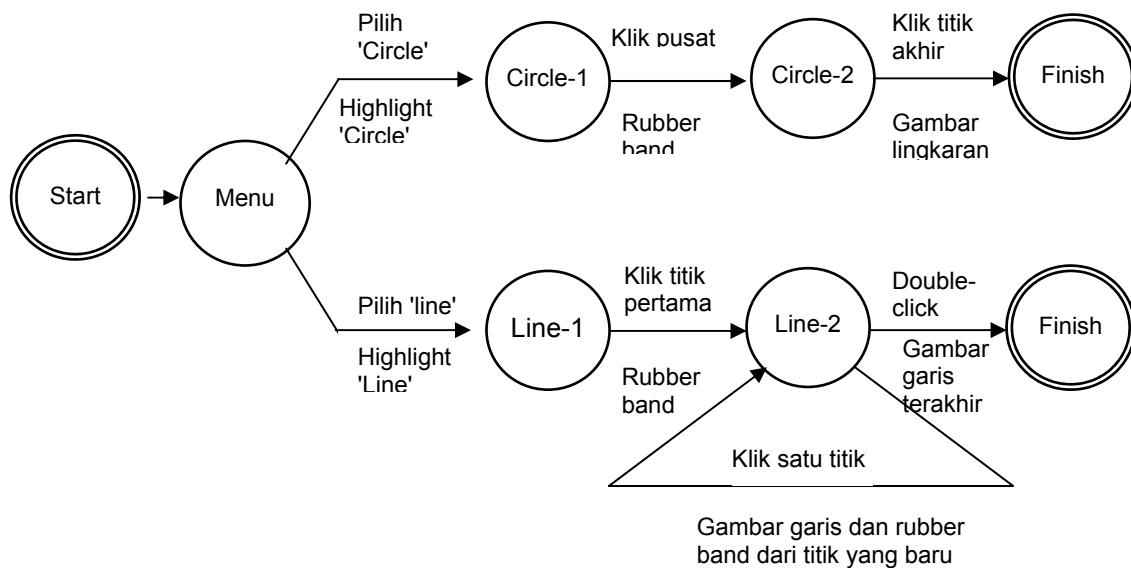 Pilih
'Circle'
Highlight
'Circle'
Circle-1
Klik pusat
Rubber
band
Circle-2
Klik titik
akhir
Gambar
lingkaran
Finish
Start
Menu
Pilih 'line'
Highlight
'Line'
Line-1
Klik titik
pertama
Rubber
band
Line-2
Double-
click
Gambar
garis
terakhir
Finish
Klik satu titik
Gambar garis dan rubber
band dari titik yang baru